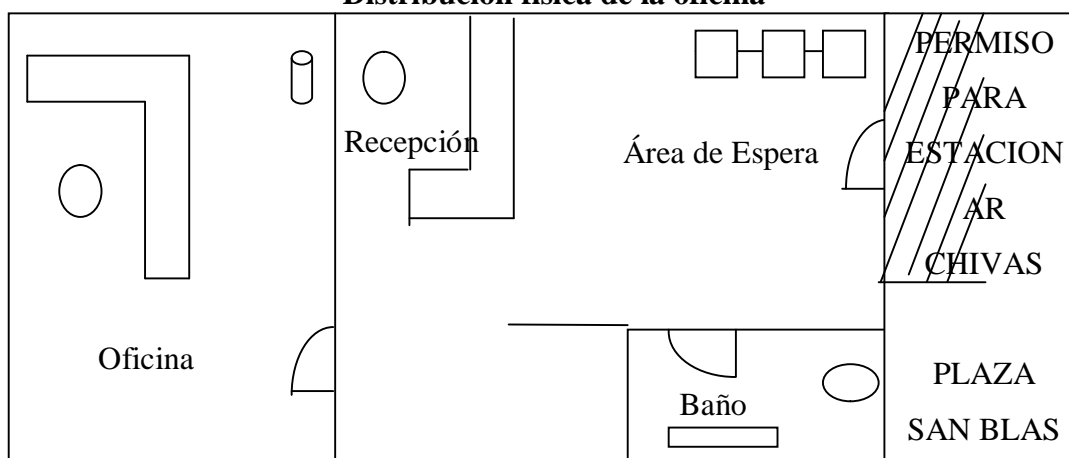 Distribución física de la oficina
Recepción
Área de Espera
Oficina
Baño
PERMISO
PARA
ESTACION
AR
CHIVAS
PLAZA
SAN BLAS